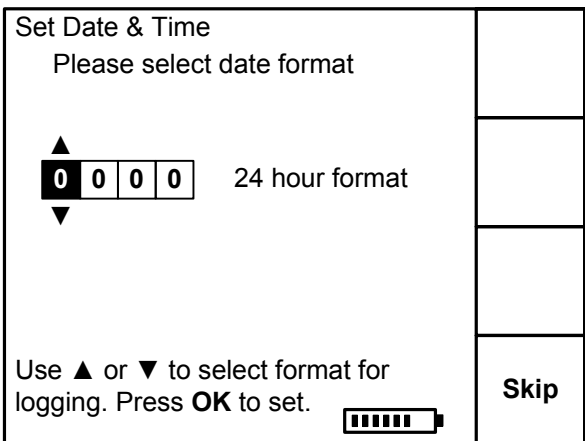 Set Date & Time
Please select date format
▲
0 0 0 0 24 hour format
▼
Use ▲ or ▼ to select format for
logging. Press OK to set.
Skip